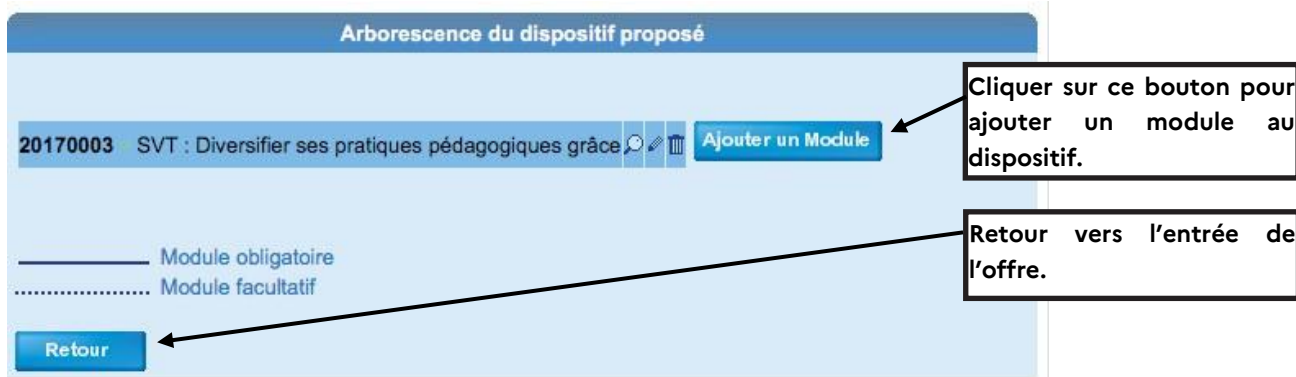 Arborescence du dispositif proposé
Cliquer sur ce bouton pour
ajouter un module au
dispositif.
20170003 SVT : Diversifier ses pratiques pédagogiques grâce Ajouter un Module
Retour vers l'entrée de
l'offre.
Module obligatoire
Module facultatif
Retour